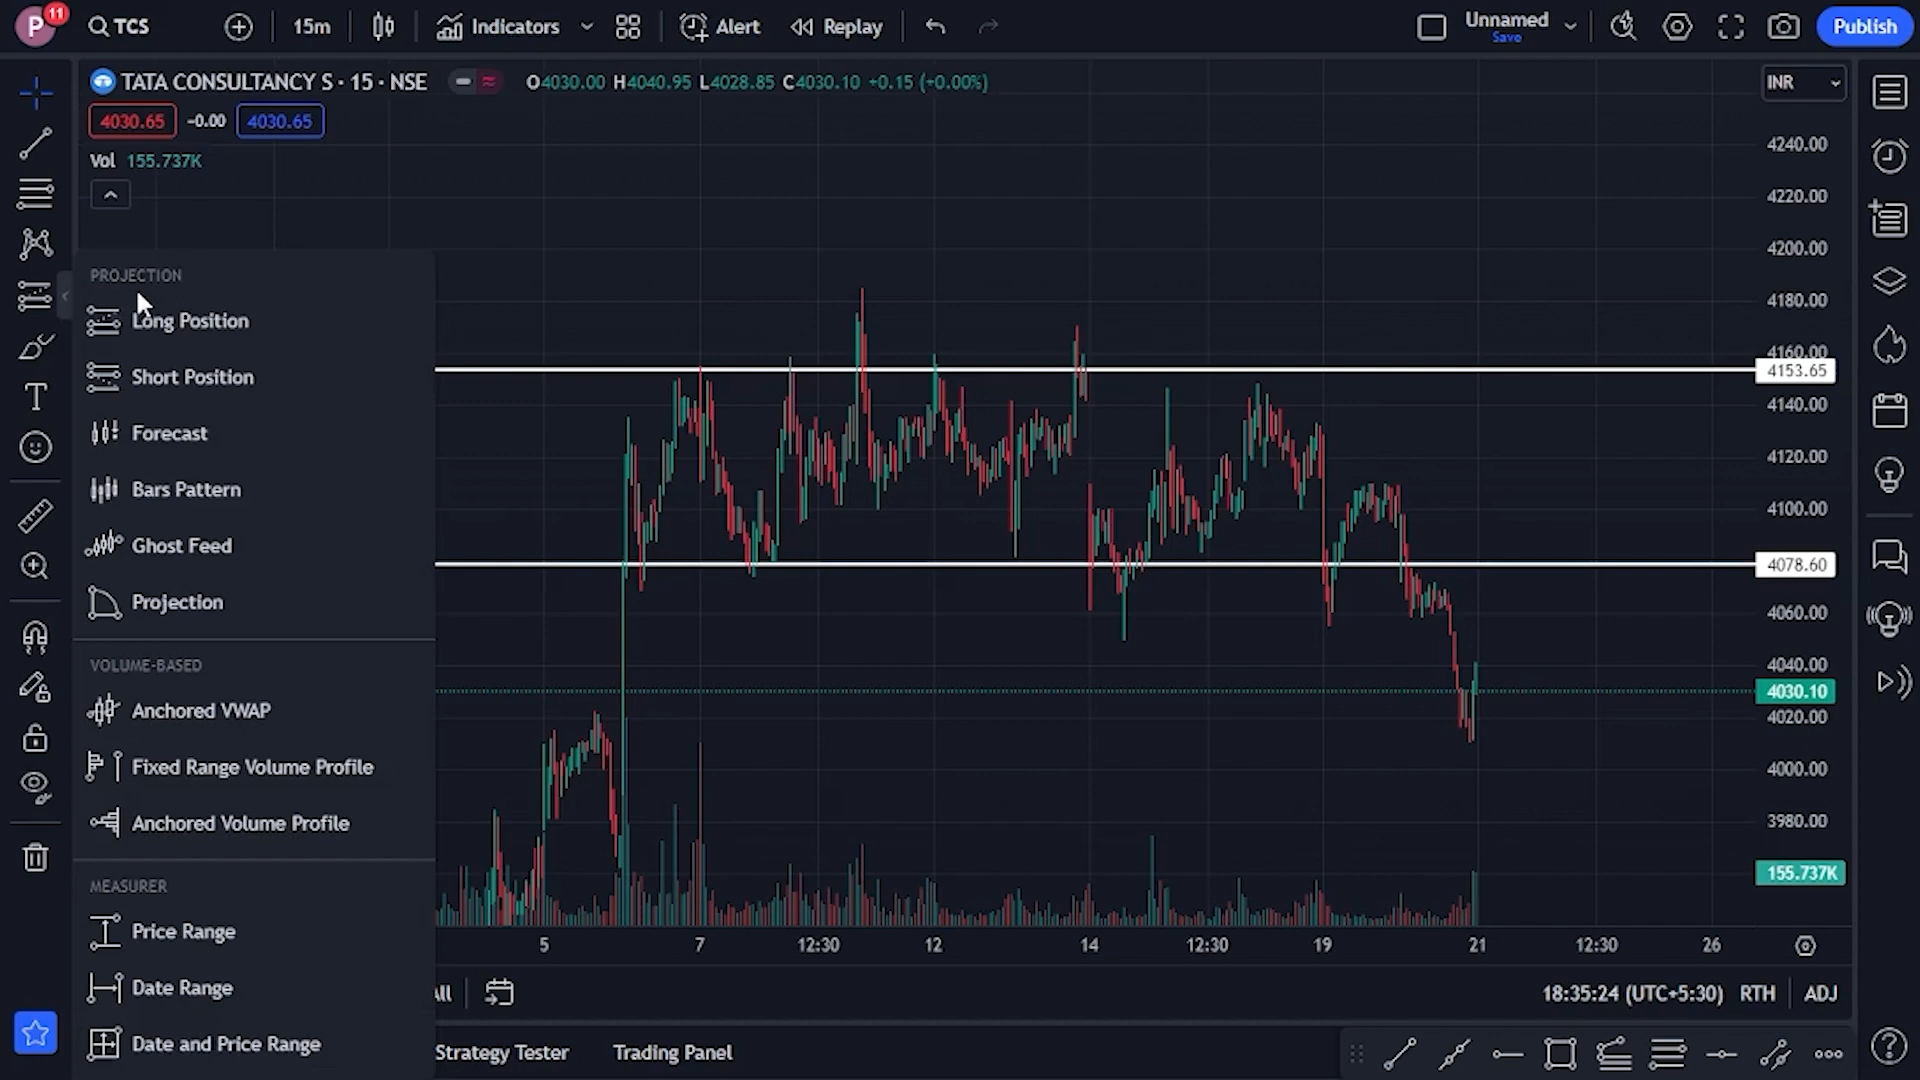 P
11
TCS
15m
Indicators
Alert
Replay
Unnamed
Save
Publish
TATA CONSULTANCY S · 15 · NSE
O4030.00 H4040.95 L4028.85 C4030.10 +0.15 (+0.00%)
INR
4030.65 -0.00 4030.65
Vol 155.737K
4240.00
4220.00
4200.00
4180.00
4160.00
4153.65
4140.00
4120.00
4100.00
4078.60
4060.00
4040.00
4030.10
4020.00
4000.00
3980.00
155.737K
PROJECTION
Long Position
Short Position
Forecast
Bars Pattern
Ghost Feed
Projection
VOLUME-BASED
Anchored VWAP
Fixed Range Volume Profile
Anchored Volume Profile
MEASURER
Price Range
Date Range
Date and Price Range
5 7 12:30 12 14 12:30 19 21 12:30 26
All
18:35:24 (UTC+5:30) RTH ADJ
Strategy Tester Trading Panel